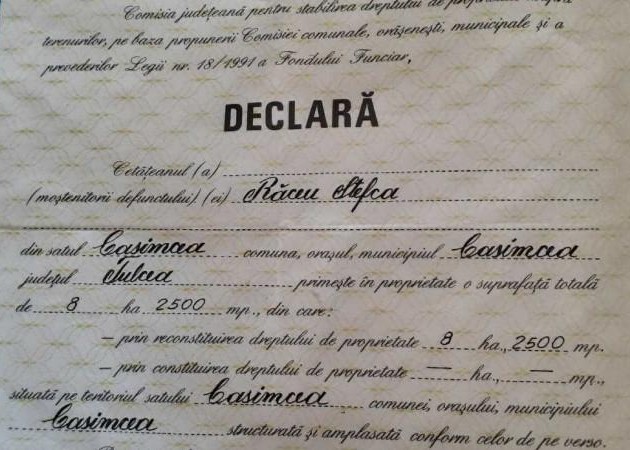 Comisia județeană pentru stabilirea dreptului de
terenurilor, pe baza propunerii Comisiei comunale, orășenești, municipale și a
prevederilor Legii nr. 18/1991 a Fondului Funciar,
DECLARĂ
Cetățeanul (a)
(moștenitorii defunctului) (ei) Răceu Stefca
din satul Casimcea comuna, orașul, municipiul Casimcea
județul Tulcea primește în proprietate o suprafață totală
de 8 ha 2500 mp., din care:
— prin reconstituirea dreptului de proprietate 8 ha., 2500 mp.
— prin constituirea dreptului de proprietate — ha., — mp.,
situată pe teritoriul satului Casimcea comunei, orașului, municipiului
Casimcea structurată și amplasată conform celor de pe verso.